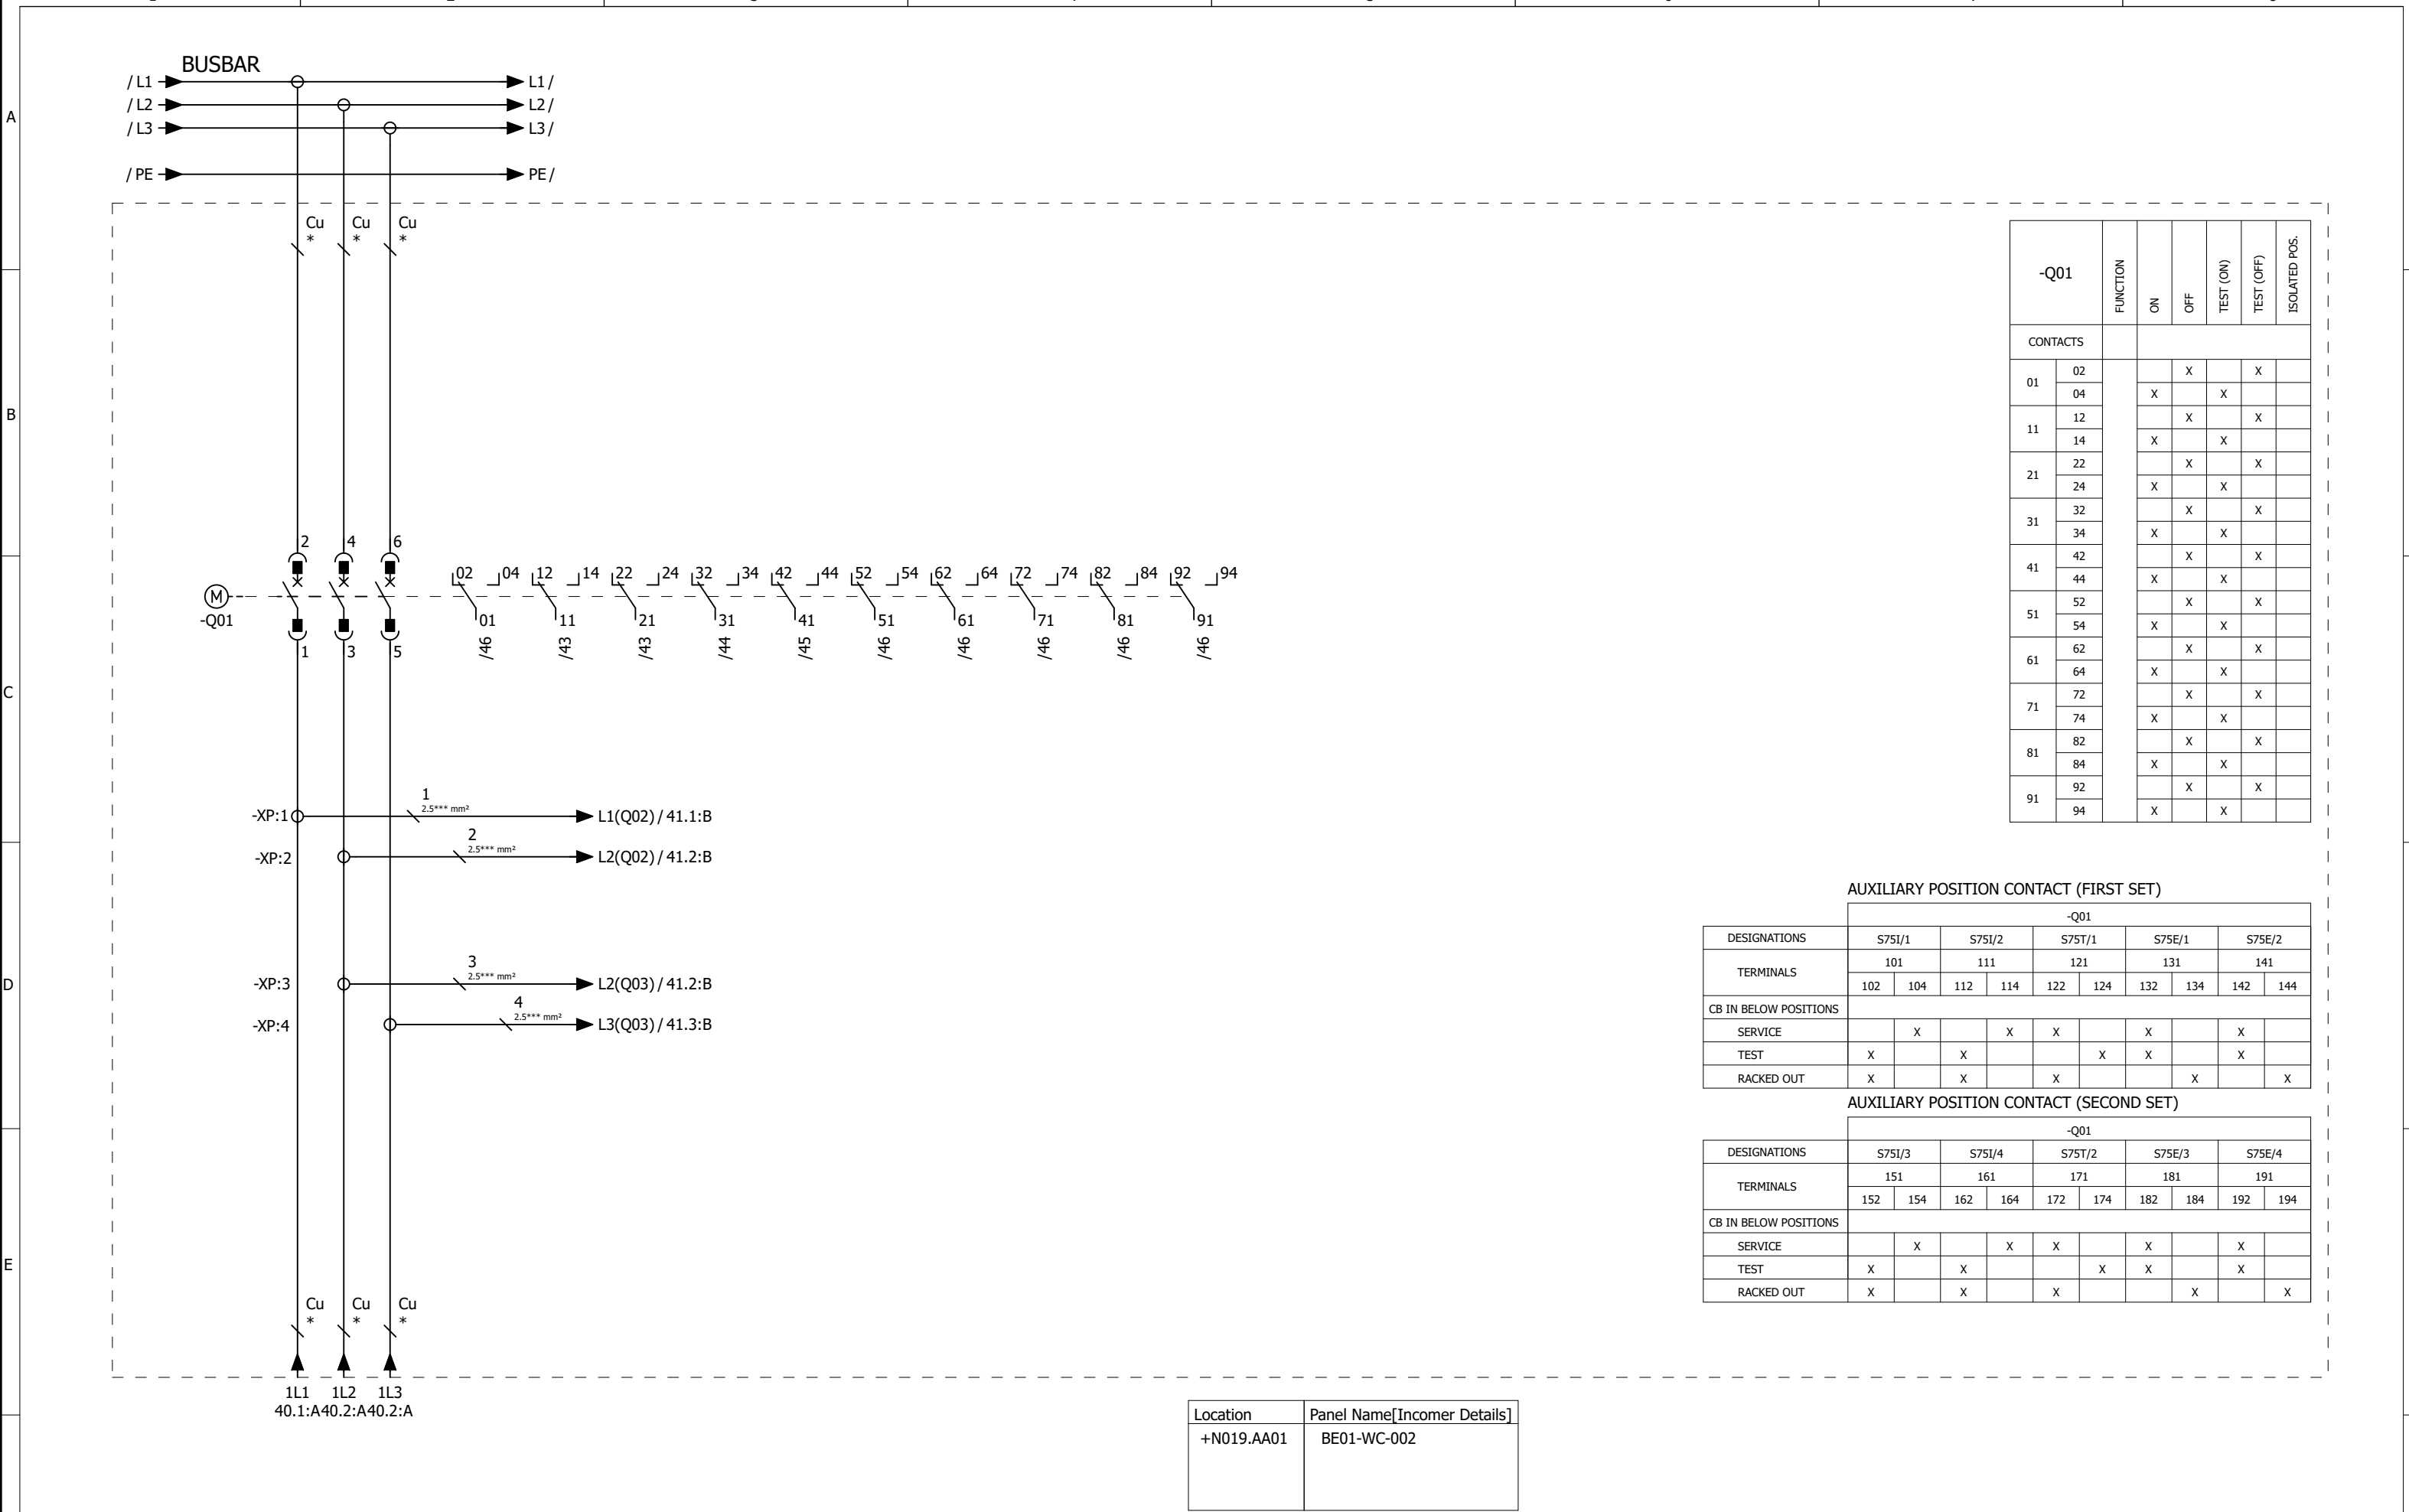 BUSBAR
/ L1 L1 /
/ L2 L2 /
/ L3 L3 /
/ PE PE /
A
B
C
D
E
Cu Cu Cu
* * *
2 4 6
02 04 12 14 22 24 32 34 42 44 52 54 62 64 72 74 82 84 92 94
M
-Q01
01 11 21 31 41 51 61 71 81 91
1 3 5
/46 /43 /43 /44 /45 /46 /46 /46 /46 /46
1
2.5*** mm²
-XP:1 L1(Q02) / 41.1:B
2
2.5*** mm²
-XP:2 L2(Q02) / 41.2:B
3
2.5*** mm²
-XP:3 L2(Q03) / 41.2:B
4
2.5*** mm²
-XP:4 L3(Q03) / 41.3:B
Cu Cu Cu
* * *
1L1 1L2 1L3
40.1:A 40.2:A 40.2:A
-Q01 FUNCTION ON OFF TEST (ON) TEST (OFF) ISOLATED POS.
CONTACTS
01
02 X X
04 X X
11
12 X X
14 X X
21
22 X X
24 X X
31
32 X X
34 X X
41
42 X X
44 X X
51
52 X X
54 X X
61
62 X X
64 X X
71
72 X X
74 X X
81
82 X X
84 X X
91
92 X X
94 X X
AUXILIARY POSITION CONTACT (FIRST SET)
-Q01
DESIGNATIONS S75I/1 S75I/2 S75T/1 S75E/1 S75E/2
TERMINALS
101 111 121 131 141
102 104 112 114 122 124 132 134 142 144
CB IN BELOW POSITIONS
SERVICE X X X X X
TEST X X X X X
RACKED OUT X X X X X
AUXILIARY POSITION CONTACT (SECOND SET)
-Q01
DESIGNATIONS S75I/3 S75I/4 S75T/2 S75E/3 S75E/4
TERMINALS
151 161 171 181 191
152 154 162 164 172 174 182 184 192 194
CB IN BELOW POSITIONS
SERVICE X X X X X
TEST X X X X X
RACKED OUT X X X X X
Location Panel Name[Incomer Details]
+N019.AA01 BE01-WC-002